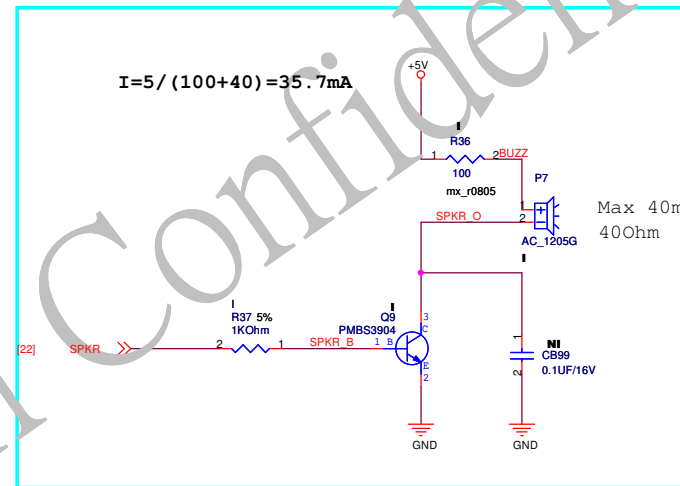 I=5/(100+40)=35.7mA
+5V
I
R36
1
2
BUZZ
100
mx_r0805
P7
1
2
SPKR_O
AC_1205G
I
Max 40m
40Ohm
I
R37 5%
1KOhm
I
Q9
PMBS3904
3
C
[22]
SPKR
2
1
SPKR_B
1
B
E
2
1
NI
CB99
2
0.1UF/16V
GND
GND
Confiden